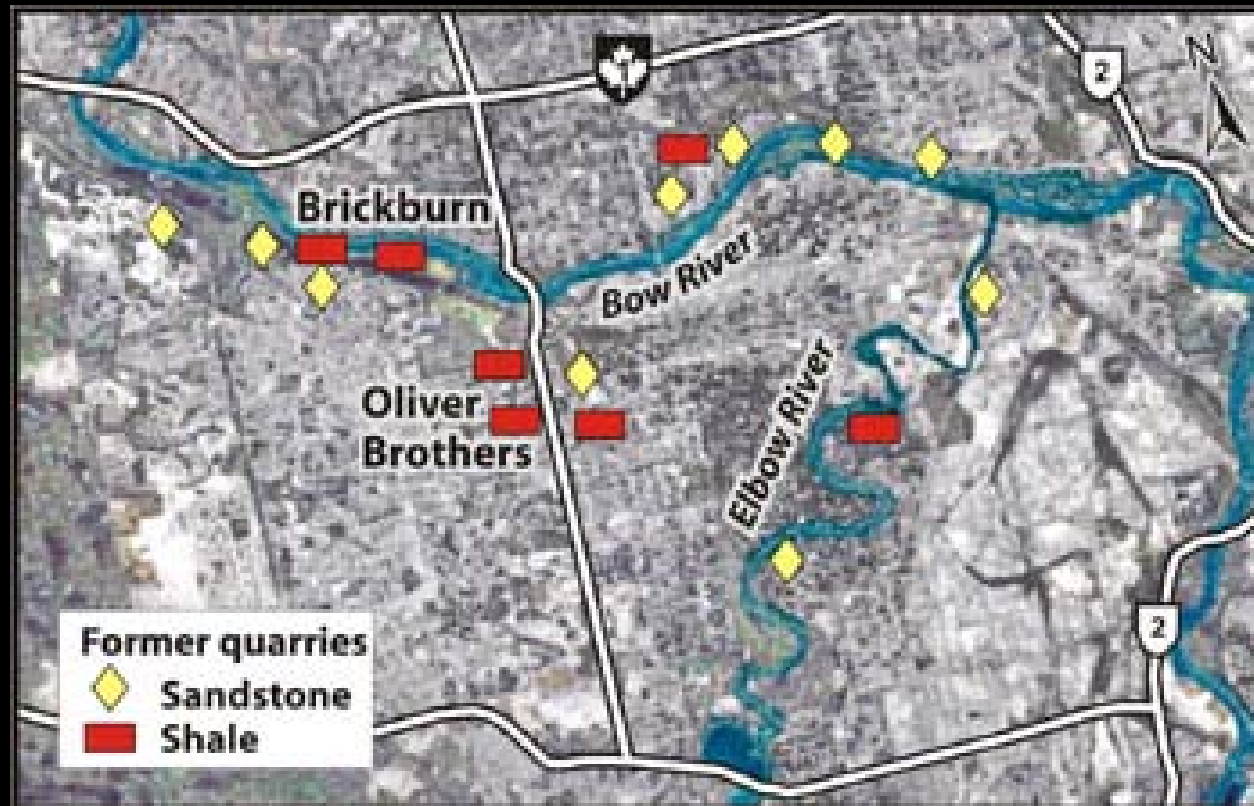 2
N
Brickburn
Bow River
Oliver
Brothers
Elbow River
2
Former quarries
Sandstone
Shale